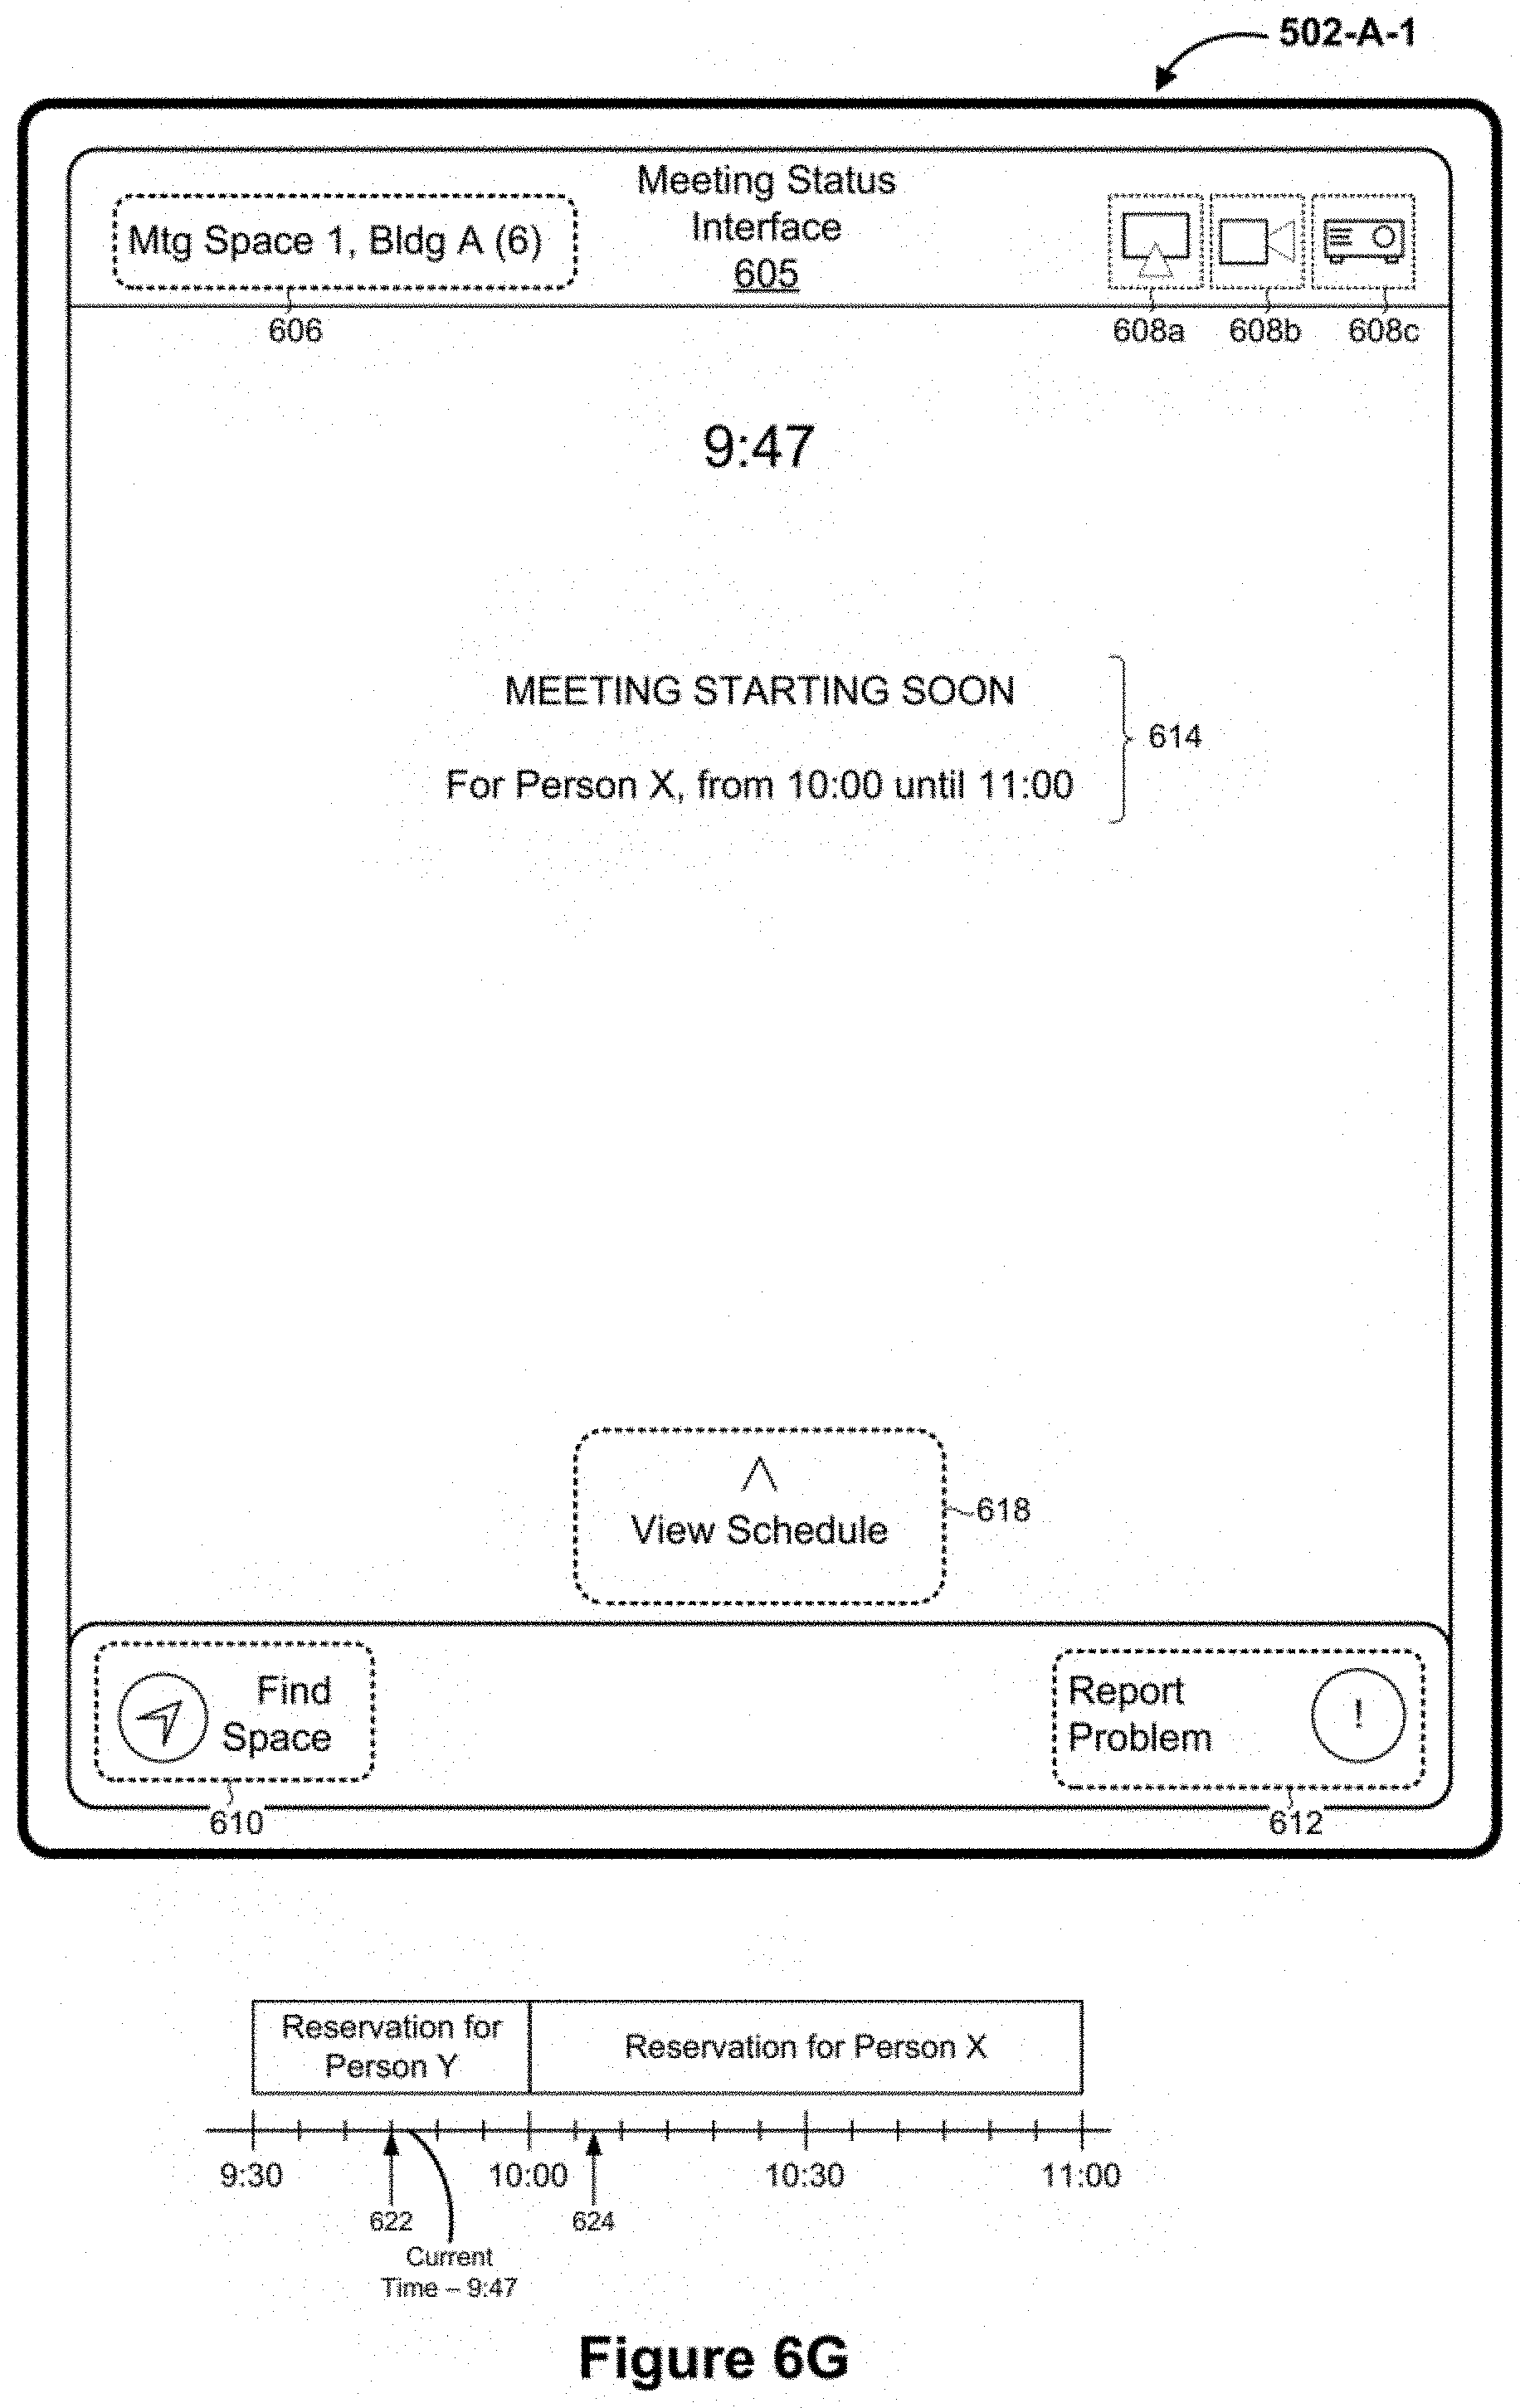 502-A-1
Meeting Status
Interface
605
Mtg Space 1, Bldg A (6)
606
608a
608b
608c
9:47
MEETING STARTING SOON
For Person X, from 10:00 until 11:00
614
View Schedule
618
Find
Space
610
Report
Problem
!
612
Reservation for
Person Y
Reservation for Person X
9:30
10:00
10:30
11:00
622
624
Current
Time – 9:47
Figure 6G